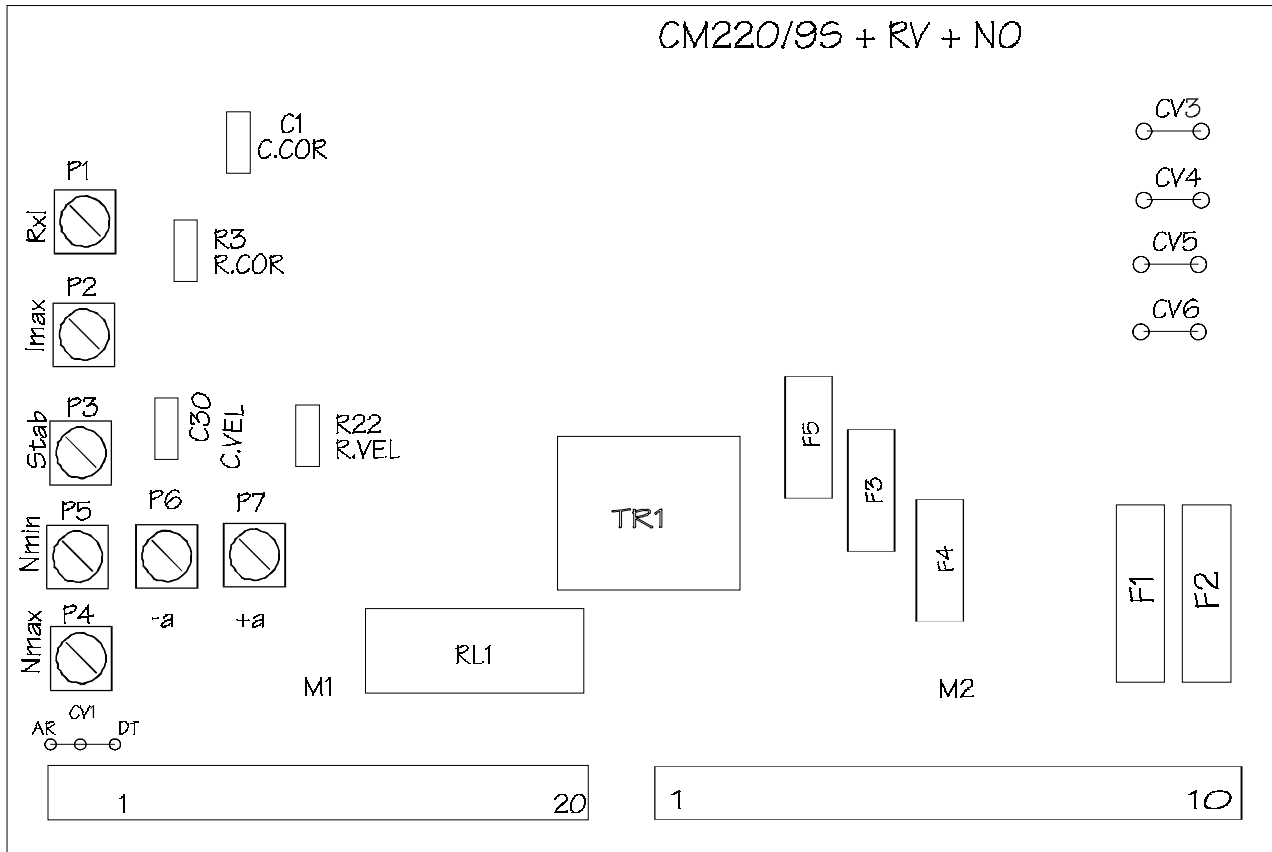 CM220/9S + RV + NO
C1
C.COR
CV3
P1
RxI
CV4
R3
R.COR
CV5
P2
Imax
CV6
P3
Stab
C30
C.VEL
R22
R.VEL
F5
F3
TR1
P5
Nmin
P6
-a
P7
+a
F4
F1
F2
P4
Nmax
RL1
M1
M2
CV1
AR
DT
1
20
1
10